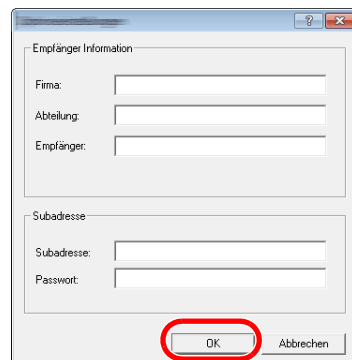 Empfänger Information
Firma:
Abteilung:
Empfänger:
Subadresse
Subadresse:
Passwort:
OK Abbrechen